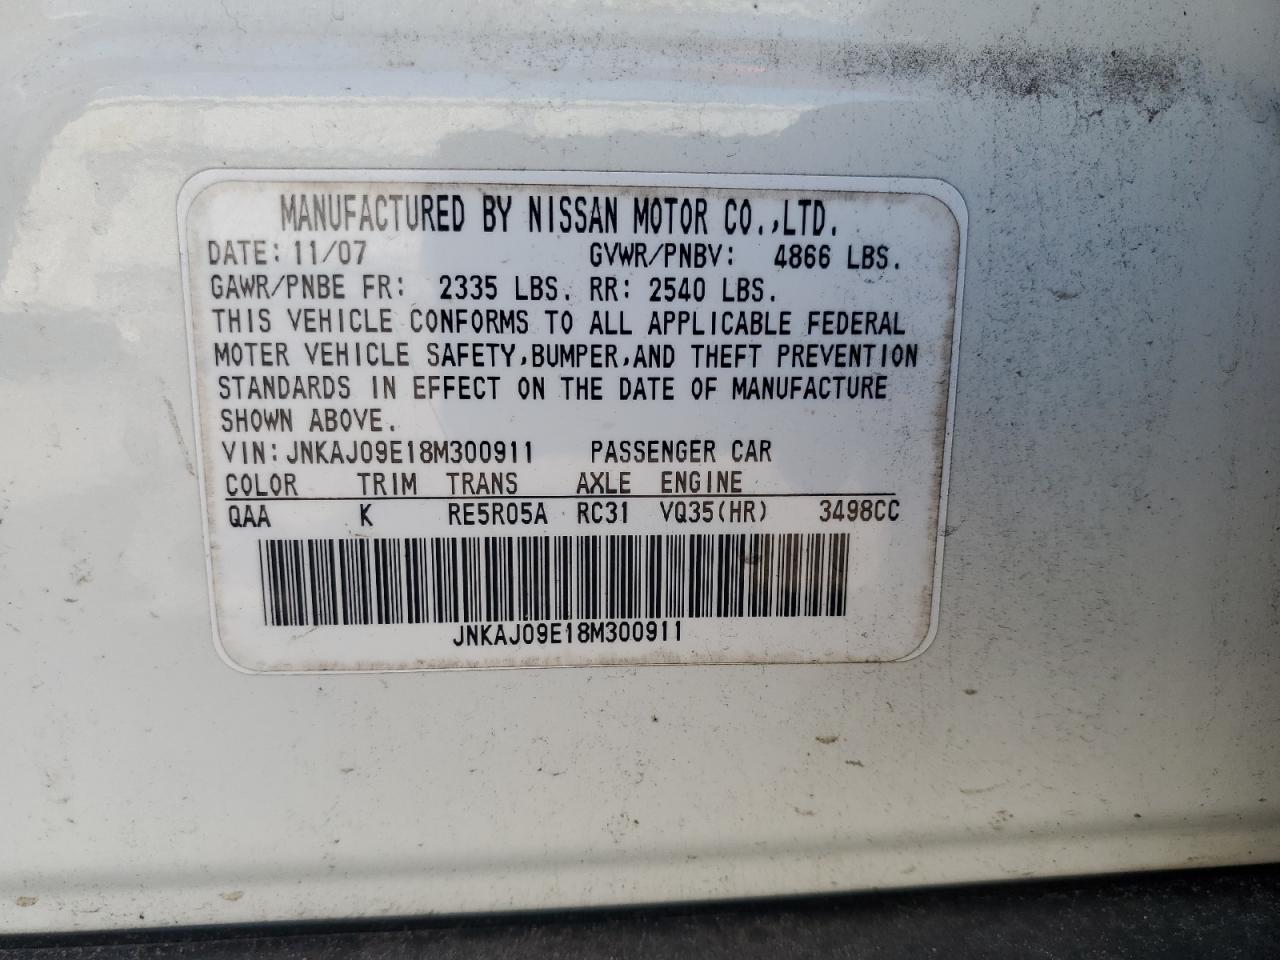 MANUFACTURED BY NISSAN MOTOR CO.,LTD.
DATE: 11/07 GVWR/PNBV: 4866 LBS.
GAWR/PNBE FR: 2335 LBS. RR: 2540 LBS.
THIS VEHICLE CONFORMS TO ALL APPLICABLE FEDERAL
MOTER VEHICLE SAFETY,BUMPER,AND THEFT PREVENTION
STANDARDS IN EFFECT ON THE DATE OF MANUFACTURE
SHOWN ABOVE.
VIN:JNKAJ09E18M300911 PASSENGER CAR
COLOR TRIM TRANS AXLE ENGINE
QAA K RE5R05A RC31 VQ35(HR) 3498CC
JNKAJ09E18M300911